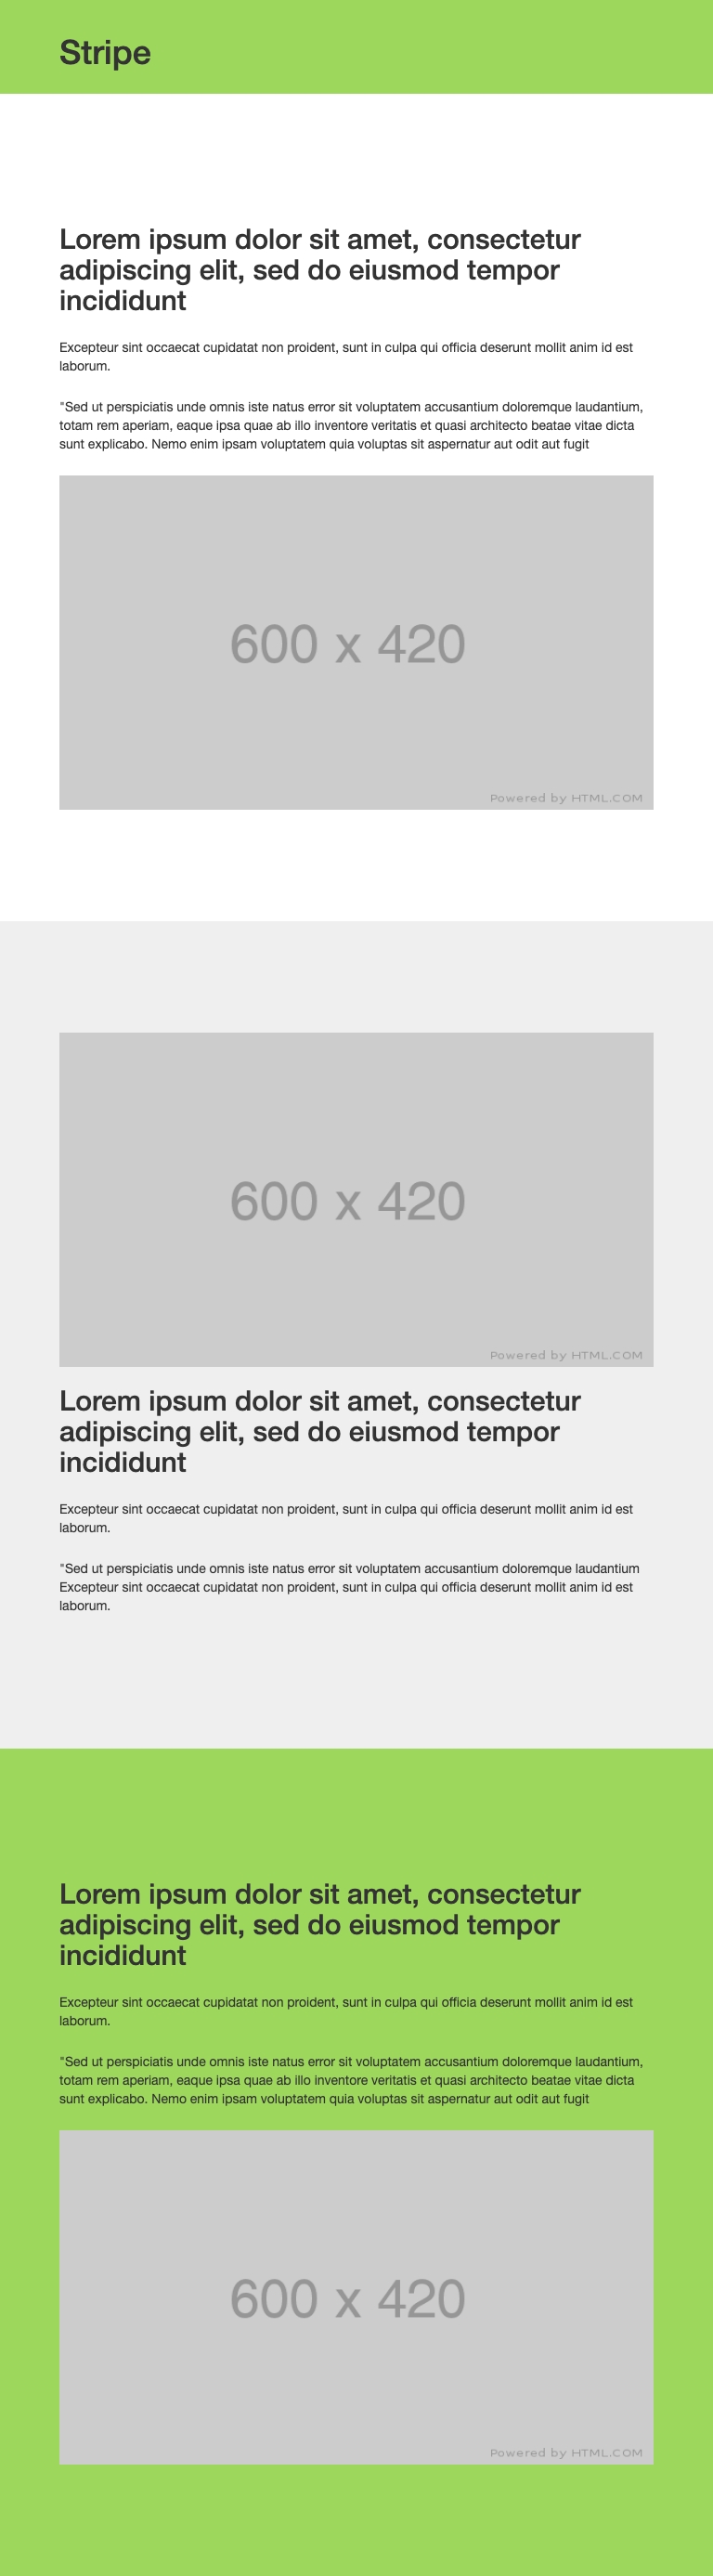 Stripe
Lorem ipsum dolor sit amet, consectetur
adipiscing elit, sed do eiusmod tempor
incididunt
Excepteur sint occaecat cupidatat non proident, sunt in culpa qui officia deserunt mollit anim id est
laborum.
"Sed ut perspiciatis unde omnis iste natus error sit voluptatem accusantium doloremque laudantium,
totam rem aperiam, eaque ipsa quae ab illo inventore veritatis et quasi architecto beatae vitae dicta
sunt explicabo. Nemo enim ipsam voluptatem quia voluptas sit aspernatur aut odit aut fugit
600 x 420
Powered by HTML.COM
600 x 420
Powered by HTML.COM
Lorem ipsum dolor sit amet, consectetur
adipiscing elit, sed do eiusmod tempor
incididunt
Excepteur sint occaecat cupidatat non proident, sunt in culpa qui officia deserunt mollit anim id est
laborum.
"Sed ut perspiciatis unde omnis iste natus error sit voluptatem accusantium doloremque laudantium
Excepteur sint occaecat cupidatat non proident, sunt in culpa qui officia deserunt mollit anim id est
laborum.
Lorem ipsum dolor sit amet, consectetur
adipiscing elit, sed do eiusmod tempor
incididunt
Excepteur sint occaecat cupidatat non proident, sunt in culpa qui officia deserunt mollit anim id est
laborum.
"Sed ut perspiciatis unde omnis iste natus error sit voluptatem accusantium doloremque laudantium,
totam rem aperiam, eaque ipsa quae ab illo inventore veritatis et quasi architecto beatae vitae dicta
sunt explicabo. Nemo enim ipsam voluptatem quia voluptas sit aspernatur aut odit aut fugit
600 x 420
Powered by HTML.COM